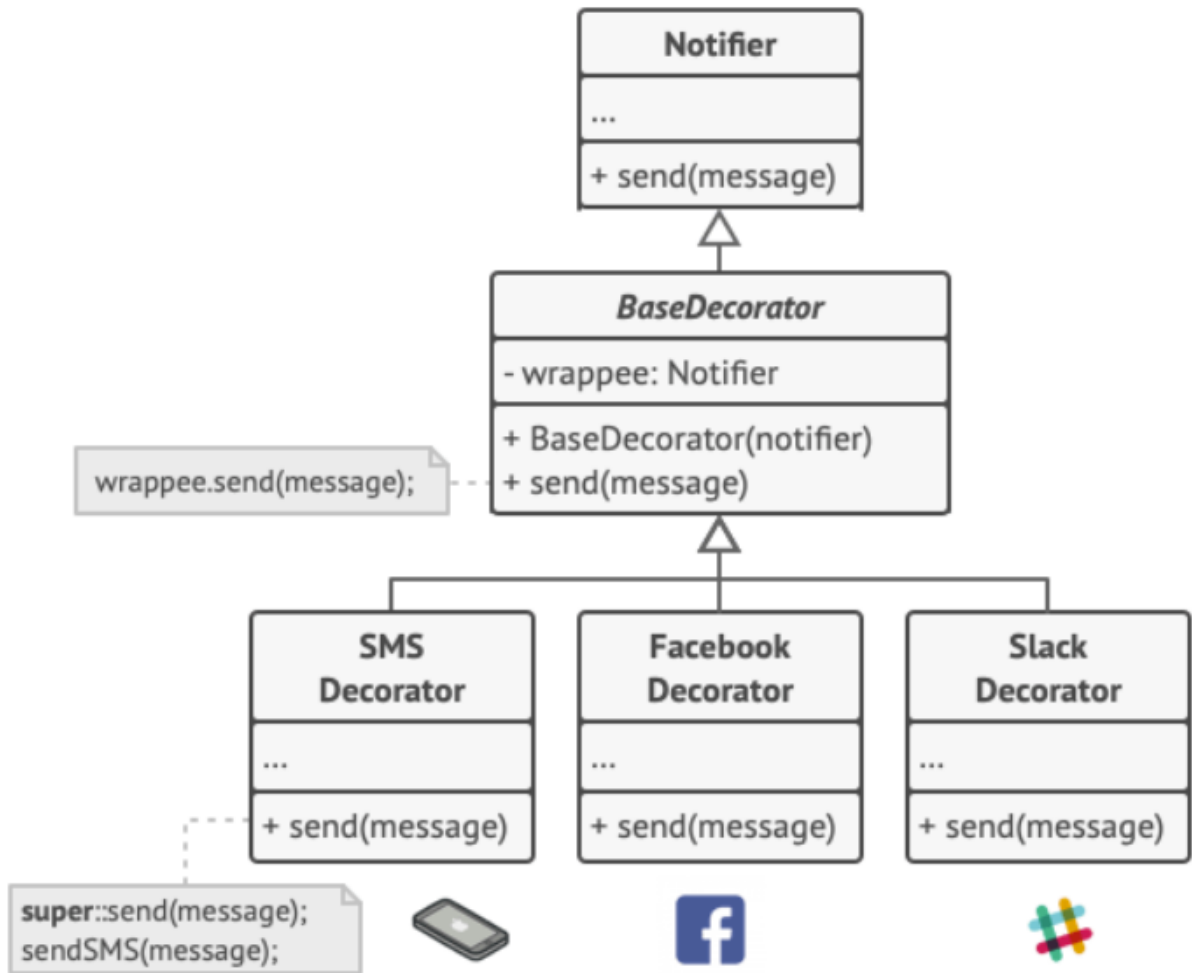 Notifier
...
+ send(message)
BaseDecorator
- wrappee: Notifier
+ BaseDecorator(notifier)
+ send(message)
wrappee.send(message);
SMS
Decorator
...
+ send(message)
Facebook
Decorator
...
+ send(message)
Slack
Decorator
...
+ send(message)
super::send(message);
sendSMS(message);